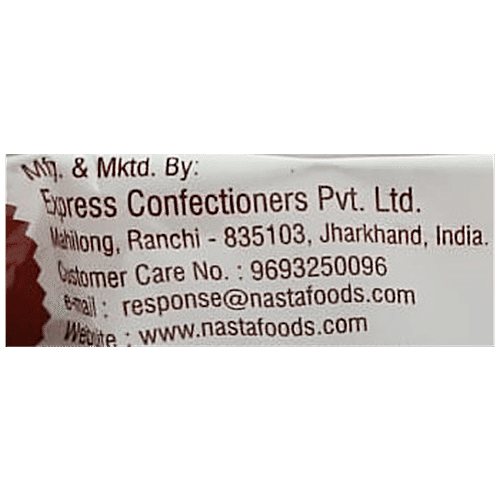 Mfg. & Mktd. By:
Express Confectioners Pvt. Ltd.
Mahilong, Ranchi - 835103, Jharkhand, India.
Customer Care No. : 9693250096
e-mail : response@nastafoods.com
Website : www.nastafoods.com